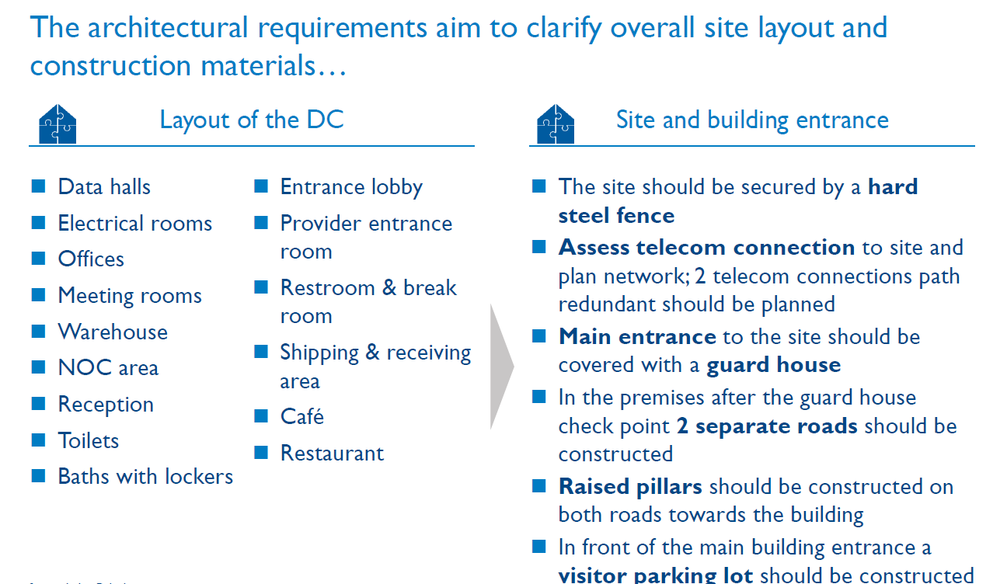 The architectural requirements aim to clarify overall site layout and
construction materials…
Layout of the DC
Data halls
Electrical rooms
Offices
Meeting rooms
Warehouse
NOC area
Reception
Toilets
Baths with lockers
Entrance lobby
Provider entrance
room
Restroom & break
room
Shipping & receiving
area
Café
Restaurant
Site and building entrance
The site should be secured by a hard
steel fence
Assess telecom connection to site and
plan network; 2 telecom connections path
redundant should be planned
Main entrance to the site should be
covered with a guard house
In the premises after the guard house
check point 2 separate roads should be
constructed
Raised pillars should be constructed on
both roads towards the building
In front of the main building entrance a
visitor parking lot should be constructed